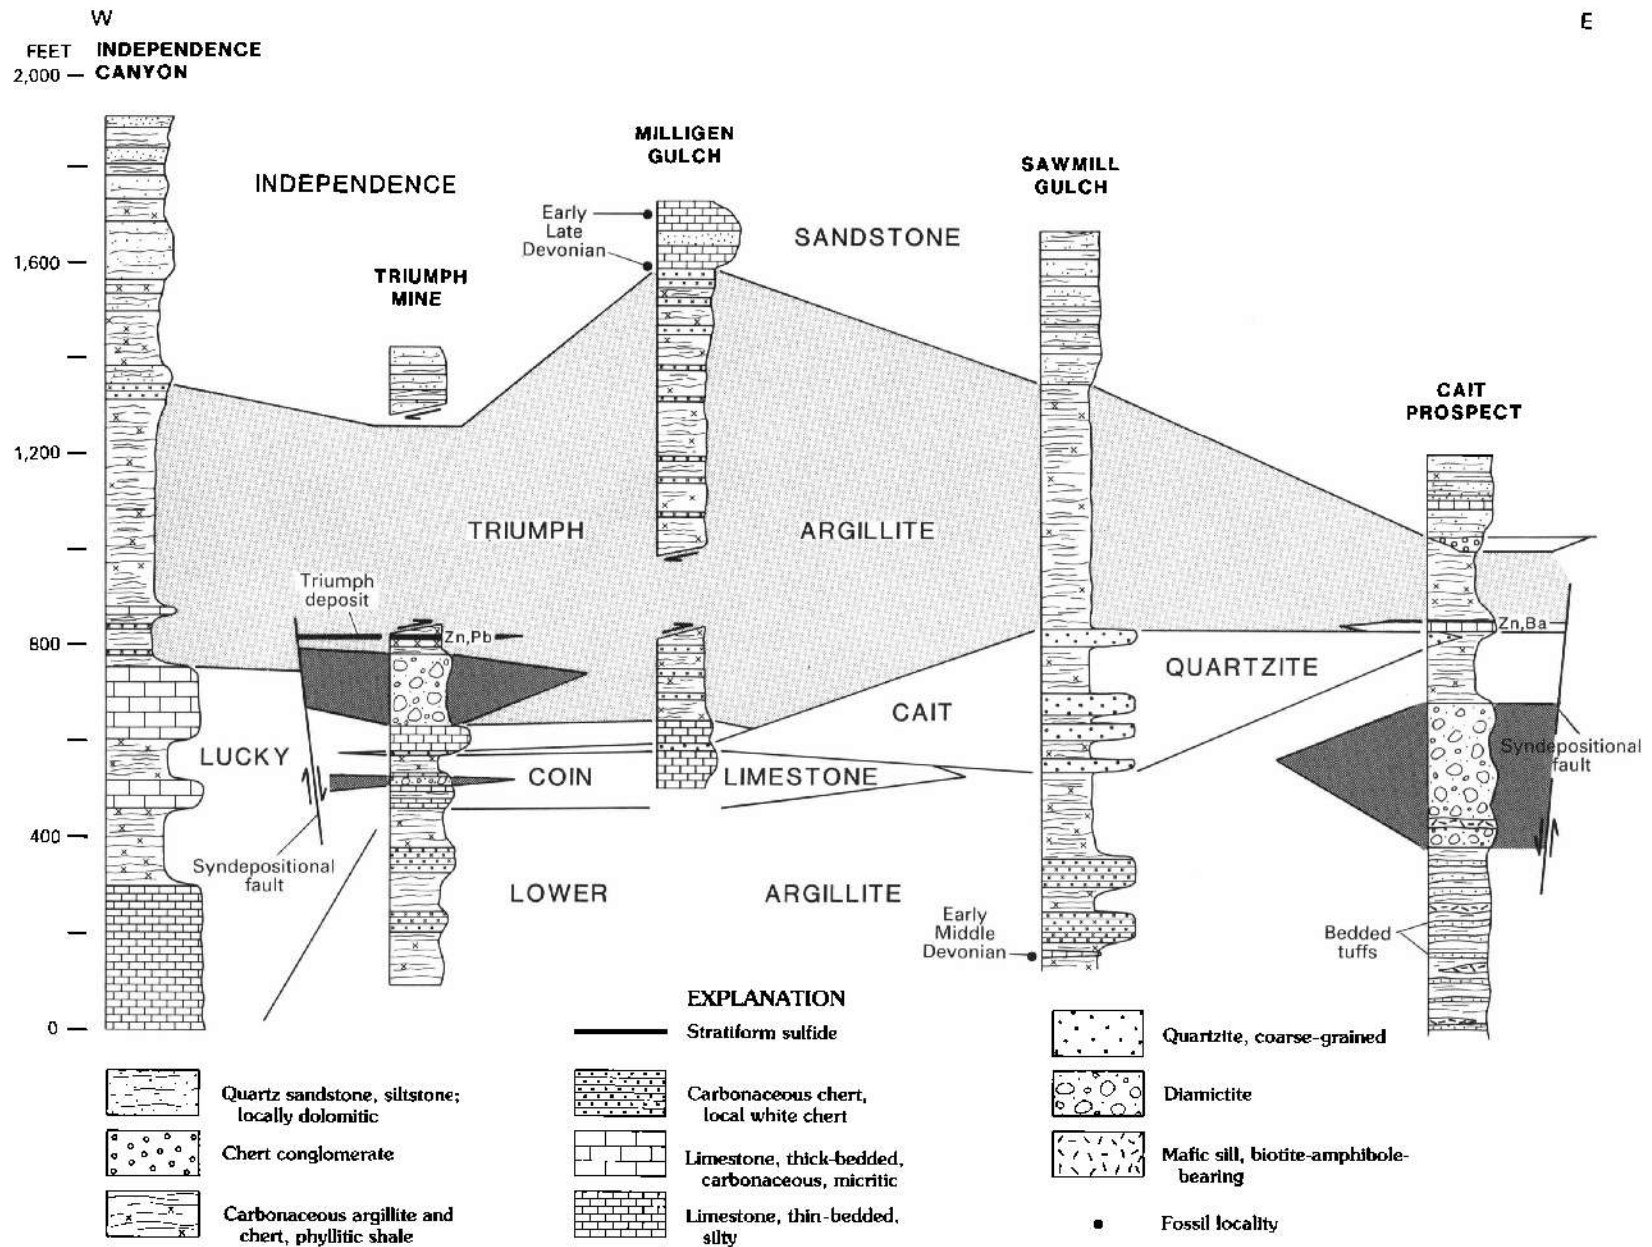 W
E
FEET
INDEPENDENCE
CANYON
2,000
MILLIGEN
GULCH
SAWMILL
GULCH
INDEPENDENCE
Early
Late
Devonian
SANDSTONE
1,600
TRIUMPH
MINE
CAIT
PROSPECT
1,200
TRIUMPH
ARGILLITE
Triumph
deposit
800
Zn,Pb
Zn,Ba
QUARTZITE
CAIT
LUCKY
COIN
LIMESTONE
Syndepositional
fault
400
Syndepositional
fault
LOWER
ARGILLITE
Early
Middle
Devonian
Bedded
tuffs
0
EXPLANATION
Stratiform sulfide
Quartzite, coarse-grained
Quartz sandstone, siltstone;
locally dolomitic
Carbonaceous chert,
local white chert
Diamictite
Chert conglomerate
Limestone, thick-bedded,
carbonaceous, micritic
Mafic sill, biotite-amphibole-
bearing
Carbonaceous argillite and
chert, phyllitic shale
Limestone, thin-bedded,
silty
Fossil locality